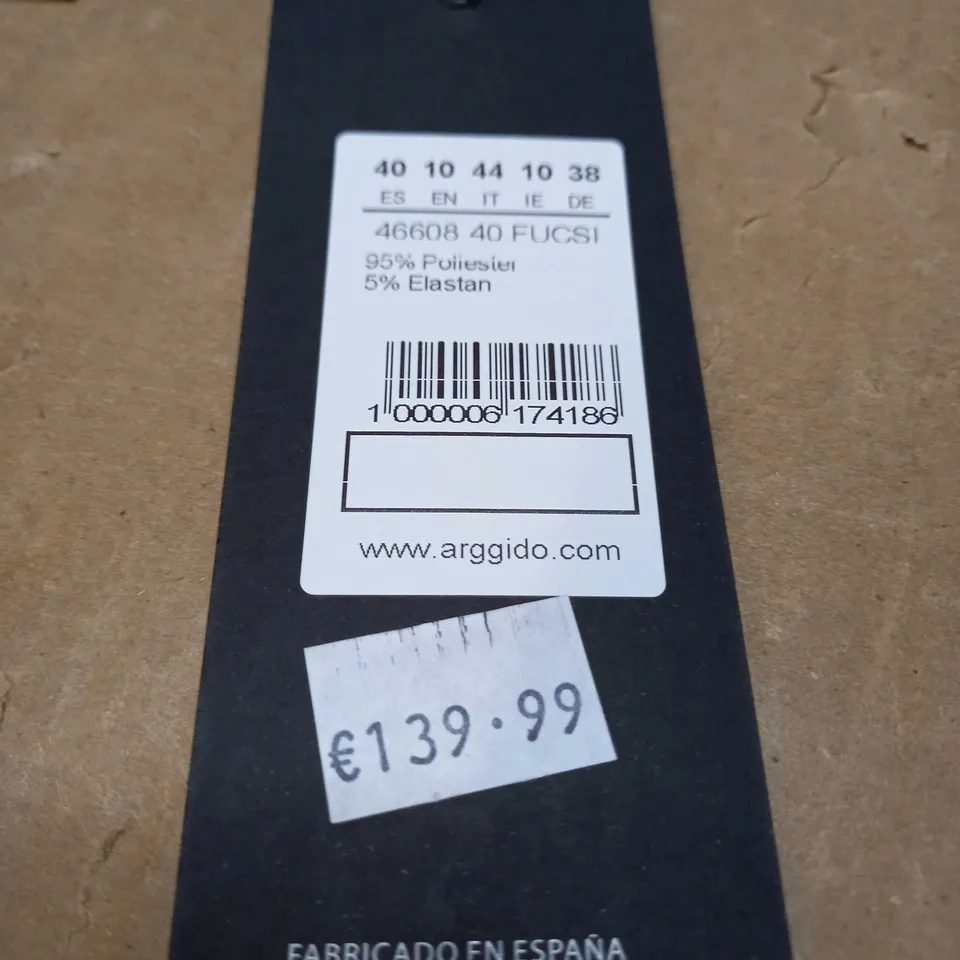 40 10 44 10 38
ES EN IT IE DE
46608 40 FUCSI
95% Poliester
5% Elastan
1 000006 174186
www.arggido.com
€139.99
FABRICADO EN ESPAÑA